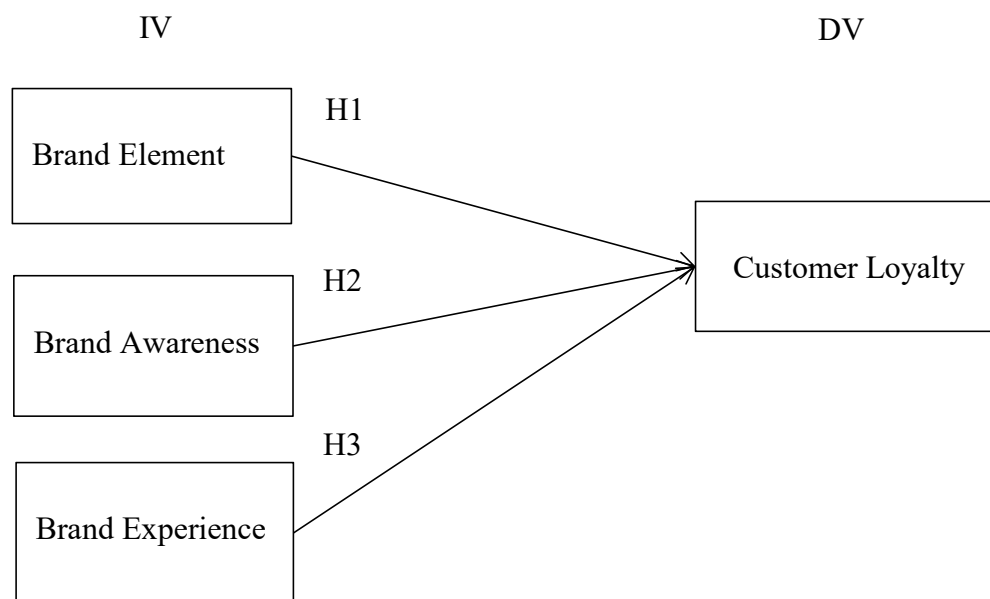 IV
DV
H1
Brand Element
H2
Customer Loyalty
Brand Awareness
H3
Brand Experience